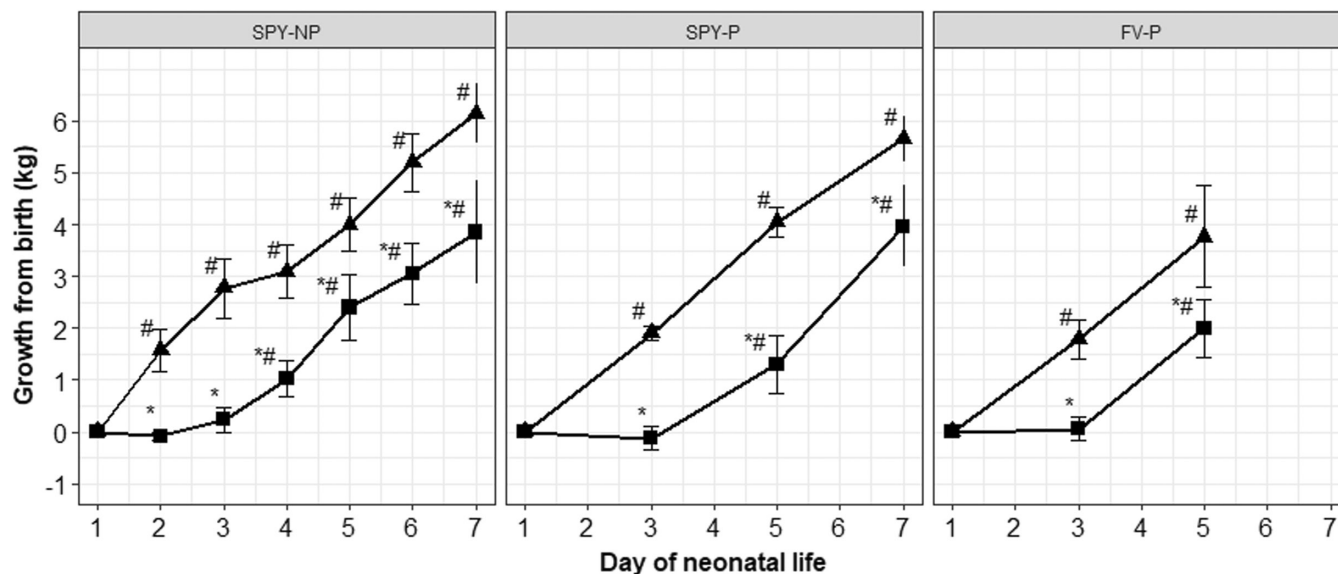 SPY-NP SPY-P FV-P
Growth from birth (kg)
6
5
4
3
2
1
0
-1
# # # # # #
* * *# *# *# *#
# # #
* *# *#
# #
* *#
1 2 3 4 5 6 7 1 2 3 4 5 6 7 1 2 3 4 5 6 7
Day of neonatal life